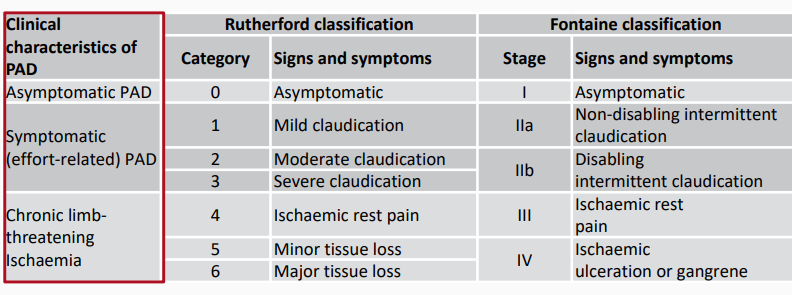 Clinical characteristics of PAD | Rutherford classification | Fontaine classification
Category | Signs and symptoms | Stage | Signs and symptoms
Asymptomatic PAD | 0 | Asymptomatic | I | Asymptomatic
Symptomatic (effort-related) PAD | 1 | Mild claudication | IIa | Non-disabling intermittent claudication
2 | Moderate claudication | IIb | Disabling intermittent claudication
3 | Severe claudication
Chronic limb-threatening Ischaemia | 4 | Ischaemic rest pain | III | Ischaemic rest pain
5 | Minor tissue loss | IV | Ischaemic ulceration or gangrene
6 | Major tissue loss